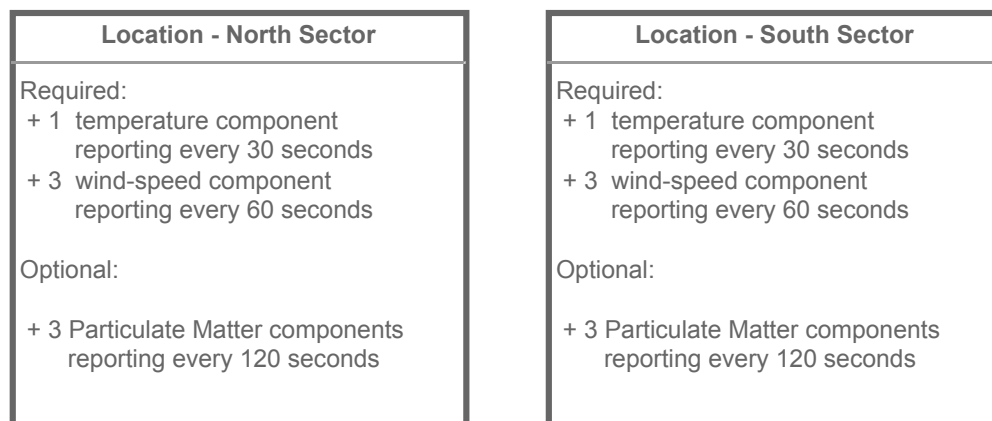 Location - North Sector
Required:
+ 1 temperature component
reporting every 30 seconds
+ 3 wind-speed component
reporting every 60 seconds
Optional:
+ 3 Particulate Matter components
reporting every 120 seconds
Location - South Sector
Required:
+ 1 temperature component
reporting every 30 seconds
+ 3 wind-speed component
reporting every 60 seconds
Optional:
+ 3 Particulate Matter components
reporting every 120 seconds